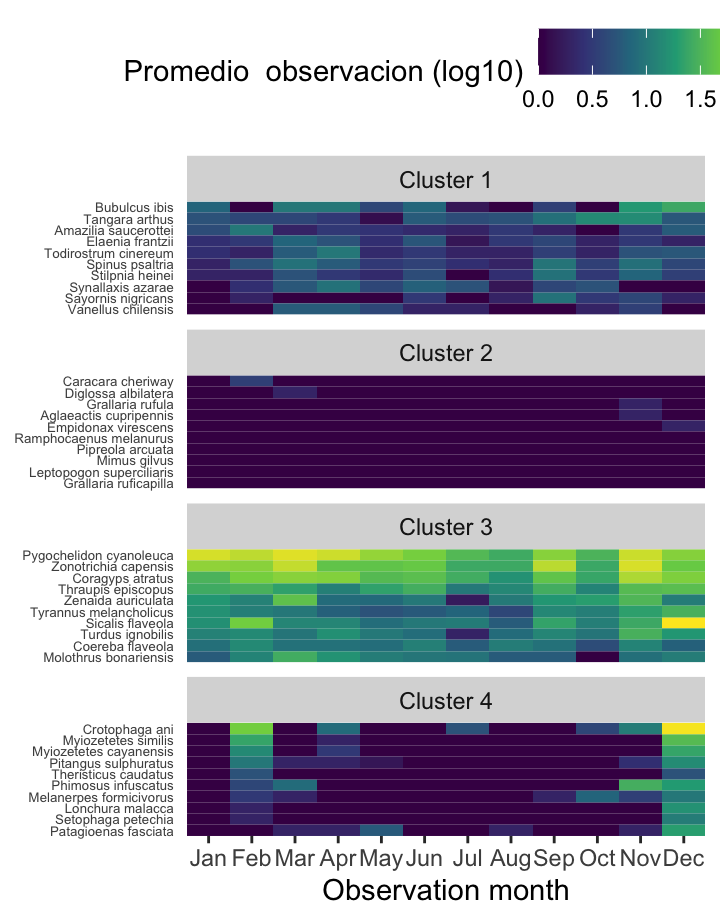 Promedio  observacion (log10)
0.0 0.5 1.0 1.5
Cluster 1
Bubulcus ibis
Tangara arthus
Amazilia saucerottei
Elaenia frantzii
Todirostrum cinereum
Spinus psaltria
Stilpnia heinei
Synallaxis azarae
Sayornis nigricans
Vanellus chilensis
Cluster 2
Caracara cheriway
Diglossa albilatera
Grallaria rufula
Aglaeactis cupripennis
Empidonax virescens
Ramphocaenus melanurus
Pipreola arcuata
Mimus gilvus
Leptopogon superciliaris
Grallaria ruficapilla
Cluster 3
Pygochelidon cyanoleuca
Zonotrichia capensis
Coragyps atratus
Thraupis episcopus
Zenaida auriculata
Tyrannus melancholicus
Sicalis flaveola
Turdus ignobilis
Coereba flaveola
Molothrus bonariensis
Cluster 4
Crotophaga ani
Myiozetetes similis
Myiozetetes cayanensis
Pitangus sulphuratus
Theristicus caudatus
Phimosus infuscatus
Melanerpes formicivorus
Lonchura malacca
Setophaga petechia
Patagioenas fasciata
Jan Feb Mar Apr May Jun Jul Aug Sep Oct Nov Dec
Observation month